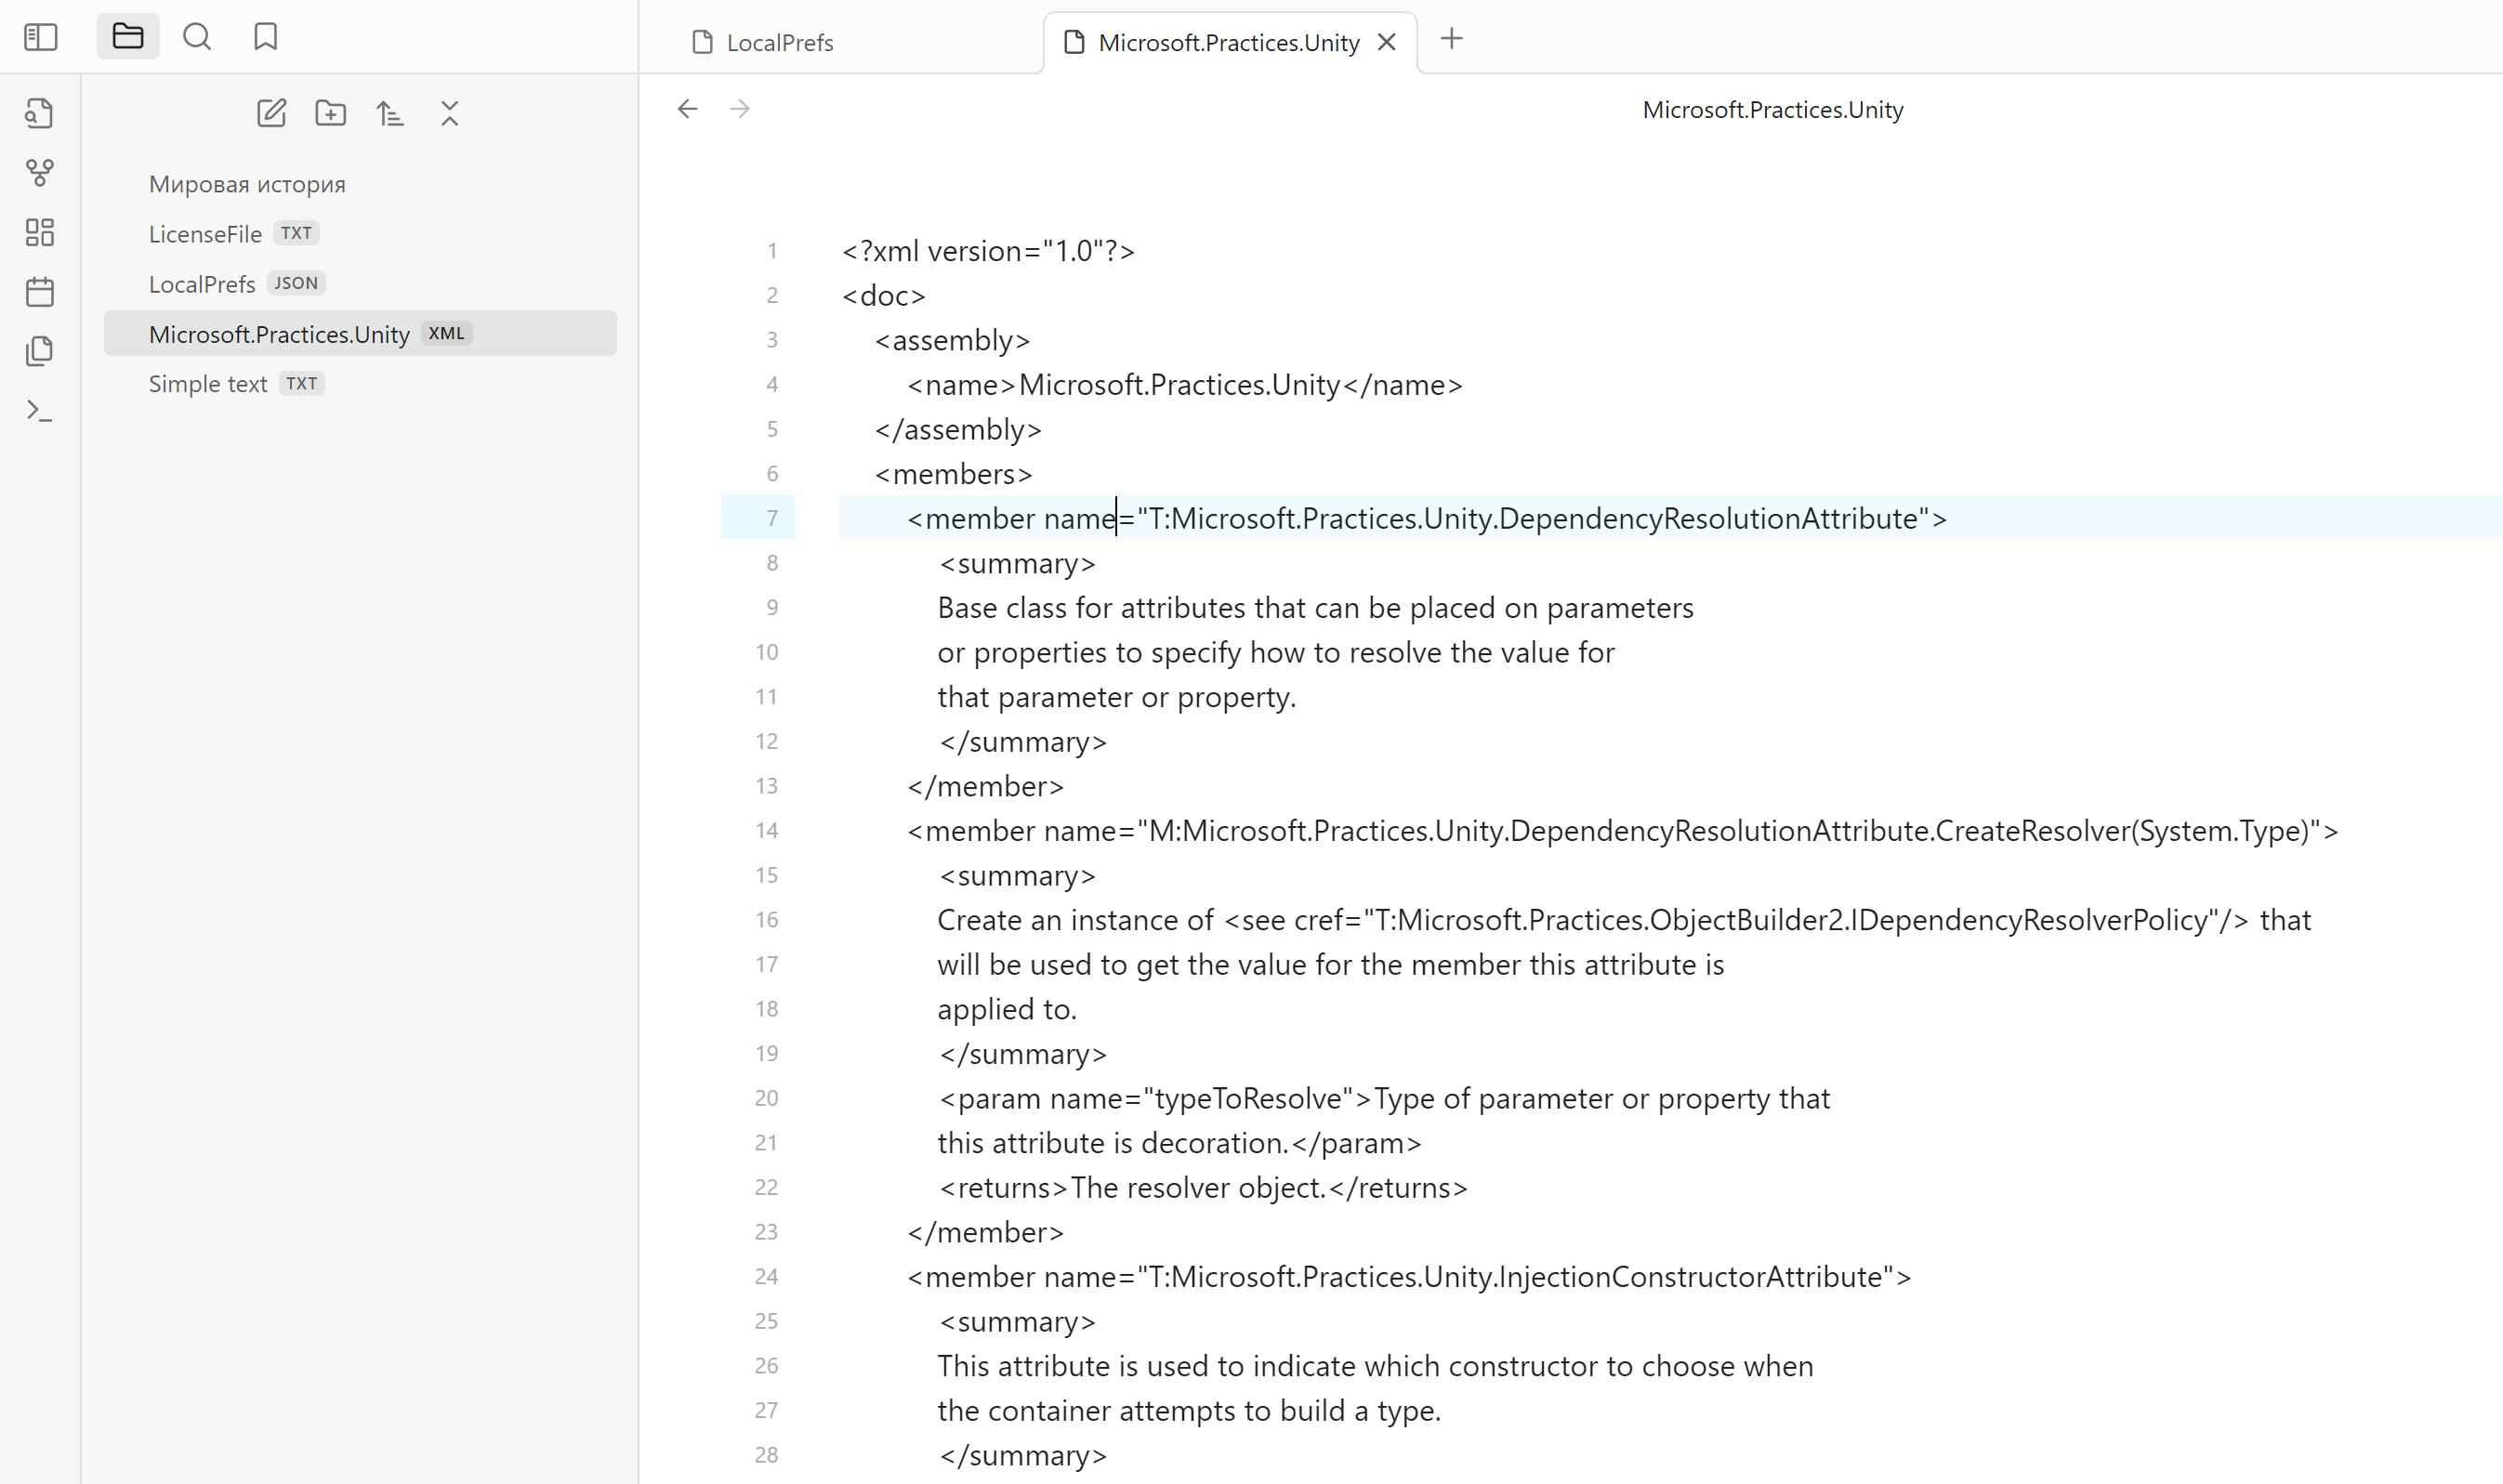 LocalPrefs
Microsoft.Practices.Unity
Microsoft.Practices.Unity
Мировая история
LicenseFile TXT
LocalPrefs JSON
Microsoft.Practices.Unity XML
Simple text TXT
1 <?xml version="1.0"?>
2 <doc>
3 <assembly>
4 <name>Microsoft.Practices.Unity</name>
5 </assembly>
6 <members>
7 <member name="T:Microsoft.Practices.Unity.DependencyResolutionAttribute">
8 <summary>
9 Base class for attributes that can be placed on parameters
10 or properties to specify how to resolve the value for
11 that parameter or property.
12 </summary>
13 </member>
14 <member name="M:Microsoft.Practices.Unity.DependencyResolutionAttribute.CreateResolver(System.Type)">
15 <summary>
16 Create an instance of <see cref="T:Microsoft.Practices.ObjectBuilder2.IDependencyResolverPolicy"/> that
17 will be used to get the value for the member this attribute is
18 applied to.
19 </summary>
20 <param name="typeToResolve">Type of parameter or property that
21 this attribute is decoration.</param>
22 <returns>The resolver object.</returns>
23 </member>
24 <member name="T:Microsoft.Practices.Unity.InjectionConstructorAttribute">
25 <summary>
26 This attribute is used to indicate which constructor to choose when
27 the container attempts to build a type.
28 </summary>